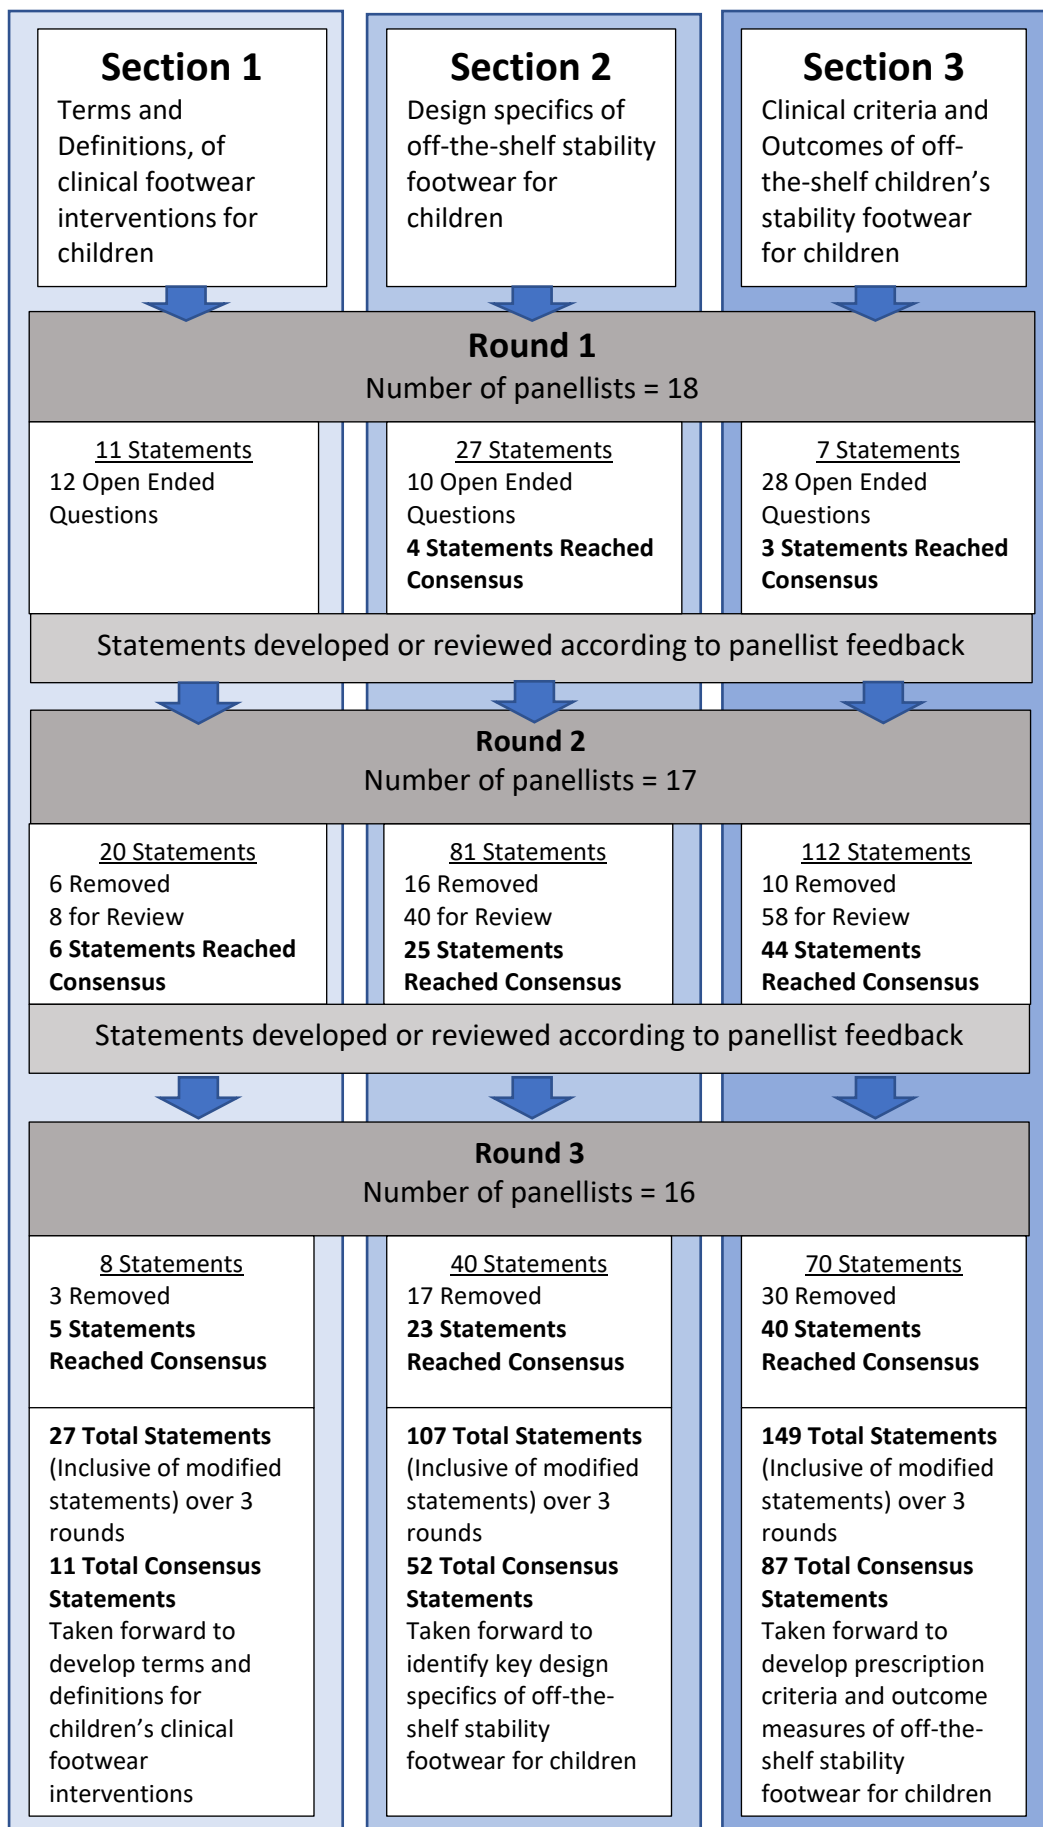 Section 1
Terms and
Definitions, of
clinical footwear
interventions for
children
Section 2
Design specifics of
off-the-shelf stability
footwear for
children
Section 3
Clinical criteria and
Outcomes of off-
the-shelf children’s
stability footwear
for children
Round 1
Number of panellists = 18
11 Statements
12 Open Ended
Questions
27 Statements
10 Open Ended
Questions
4 Statements Reached
Consensus
7 Statements
28 Open Ended
Questions
3 Statements Reached
Consensus
Statements developed or reviewed according to panellist feedback
Round 2
Number of panellists = 17
20 Statements
6 Removed
8 for Review
6 Statements Reached
Consensus
81 Statements
16 Removed
40 for Review
25 Statements
Reached Consensus
112 Statements
10 Removed
58 for Review
44 Statements
Reached Consensus
Statements developed or reviewed according to panellist feedback
Round 3
Number of panellists = 16
8 Statements
3 Removed
5 Statements
Reached Consensus
40 Statements
17 Removed
23 Statements
Reached Consensus
70 Statements
30 Removed
40 Statements
Reached Consensus
27 Total Statements
(Inclusive of modified
statements) over 3
rounds
11 Total Consensus
Statements
Taken forward to
develop terms and
definitions for
children’s clinical
footwear
interventions
107 Total Statements
(Inclusive of modified
statements) over 3
rounds
52 Total Consensus
Statements
Taken forward to
identify key design
specifics of off-the-
shelf stability
footwear for children
149 Total Statements
(Inclusive of modified
statements) over 3
rounds
87 Total Consensus
Statements
Taken forward to
develop prescription
criteria and outcome
measures of off-the-
shelf stability
footwear for children